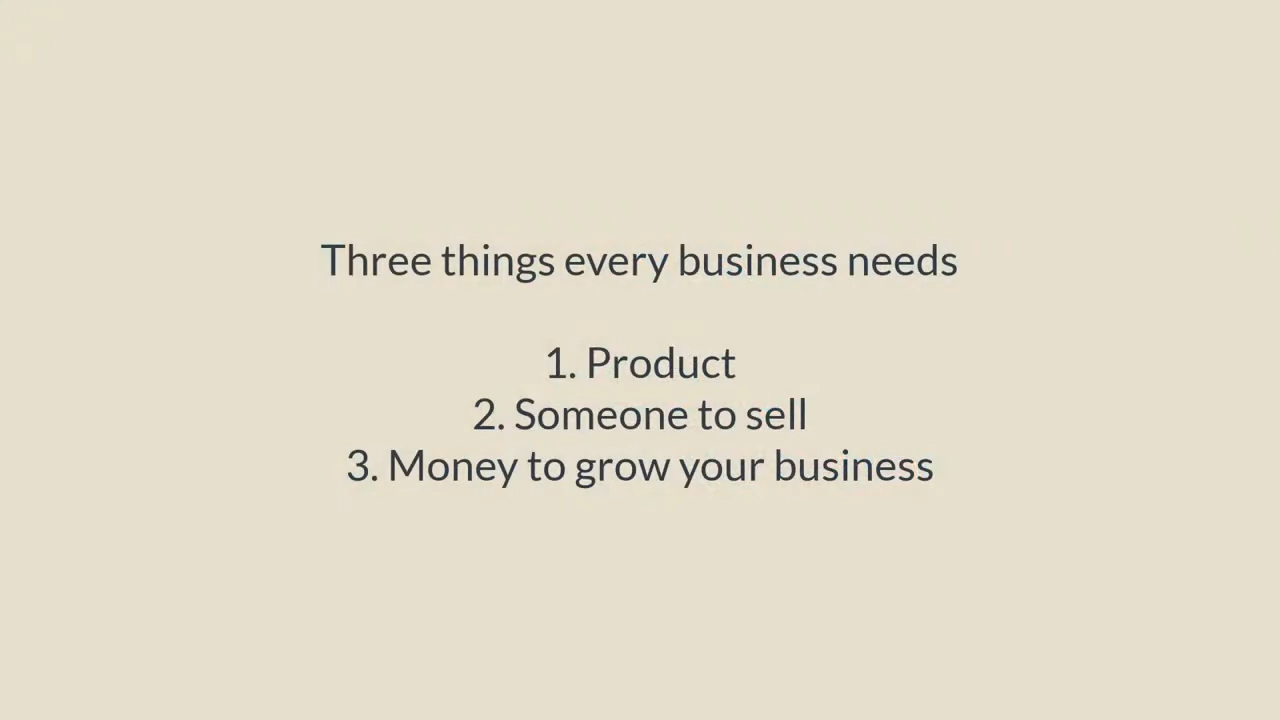 Three things every business needs
1. Product
2. Someone to sell
3. Money to grow your business